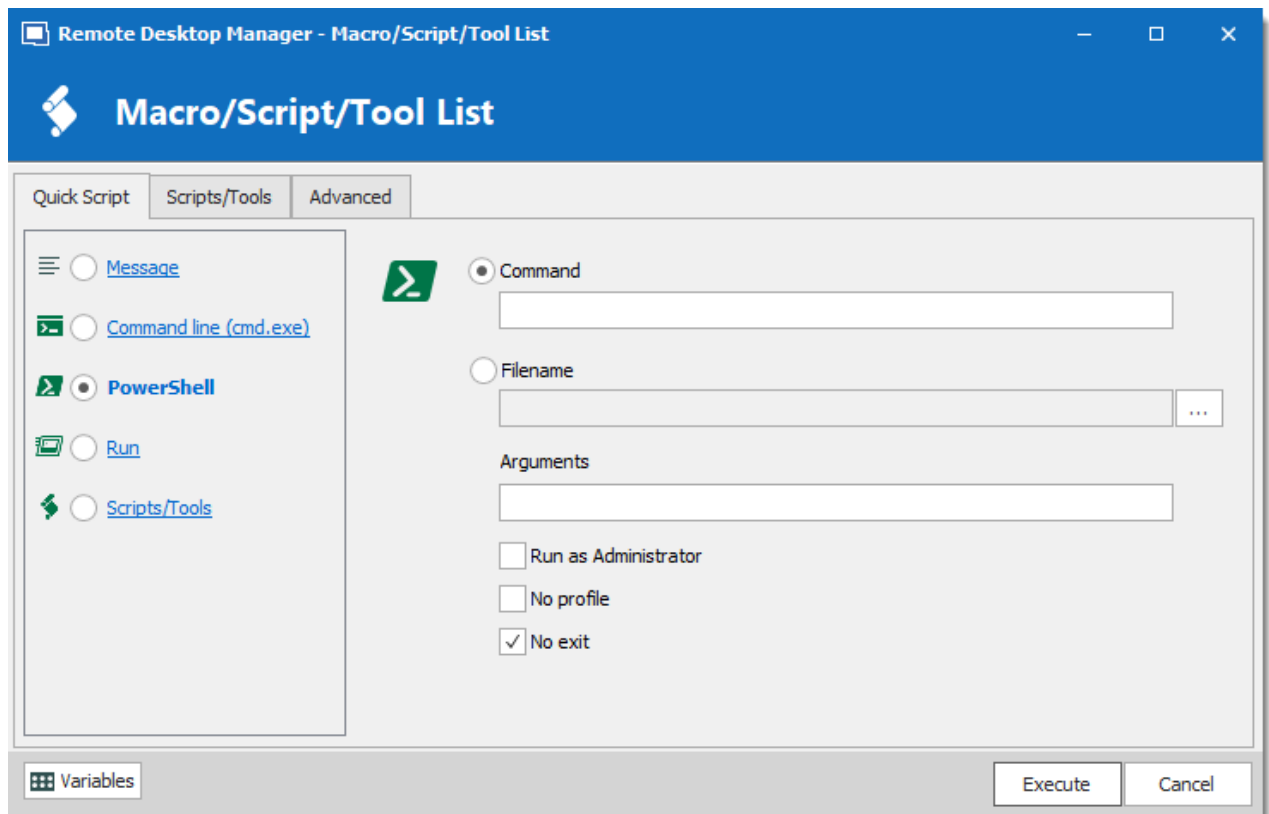 Remote Desktop Manager - Macro/Script/Tool List
Macro/Script/Tool List
Quick Script
Scripts/Tools
Advanced
Message
Command line (cmd.exe)
PowerShell
Run
Scripts/Tools
Command
Filename
...
Arguments
Run as Administrator
No profile
No exit
Variables
Execute
Cancel